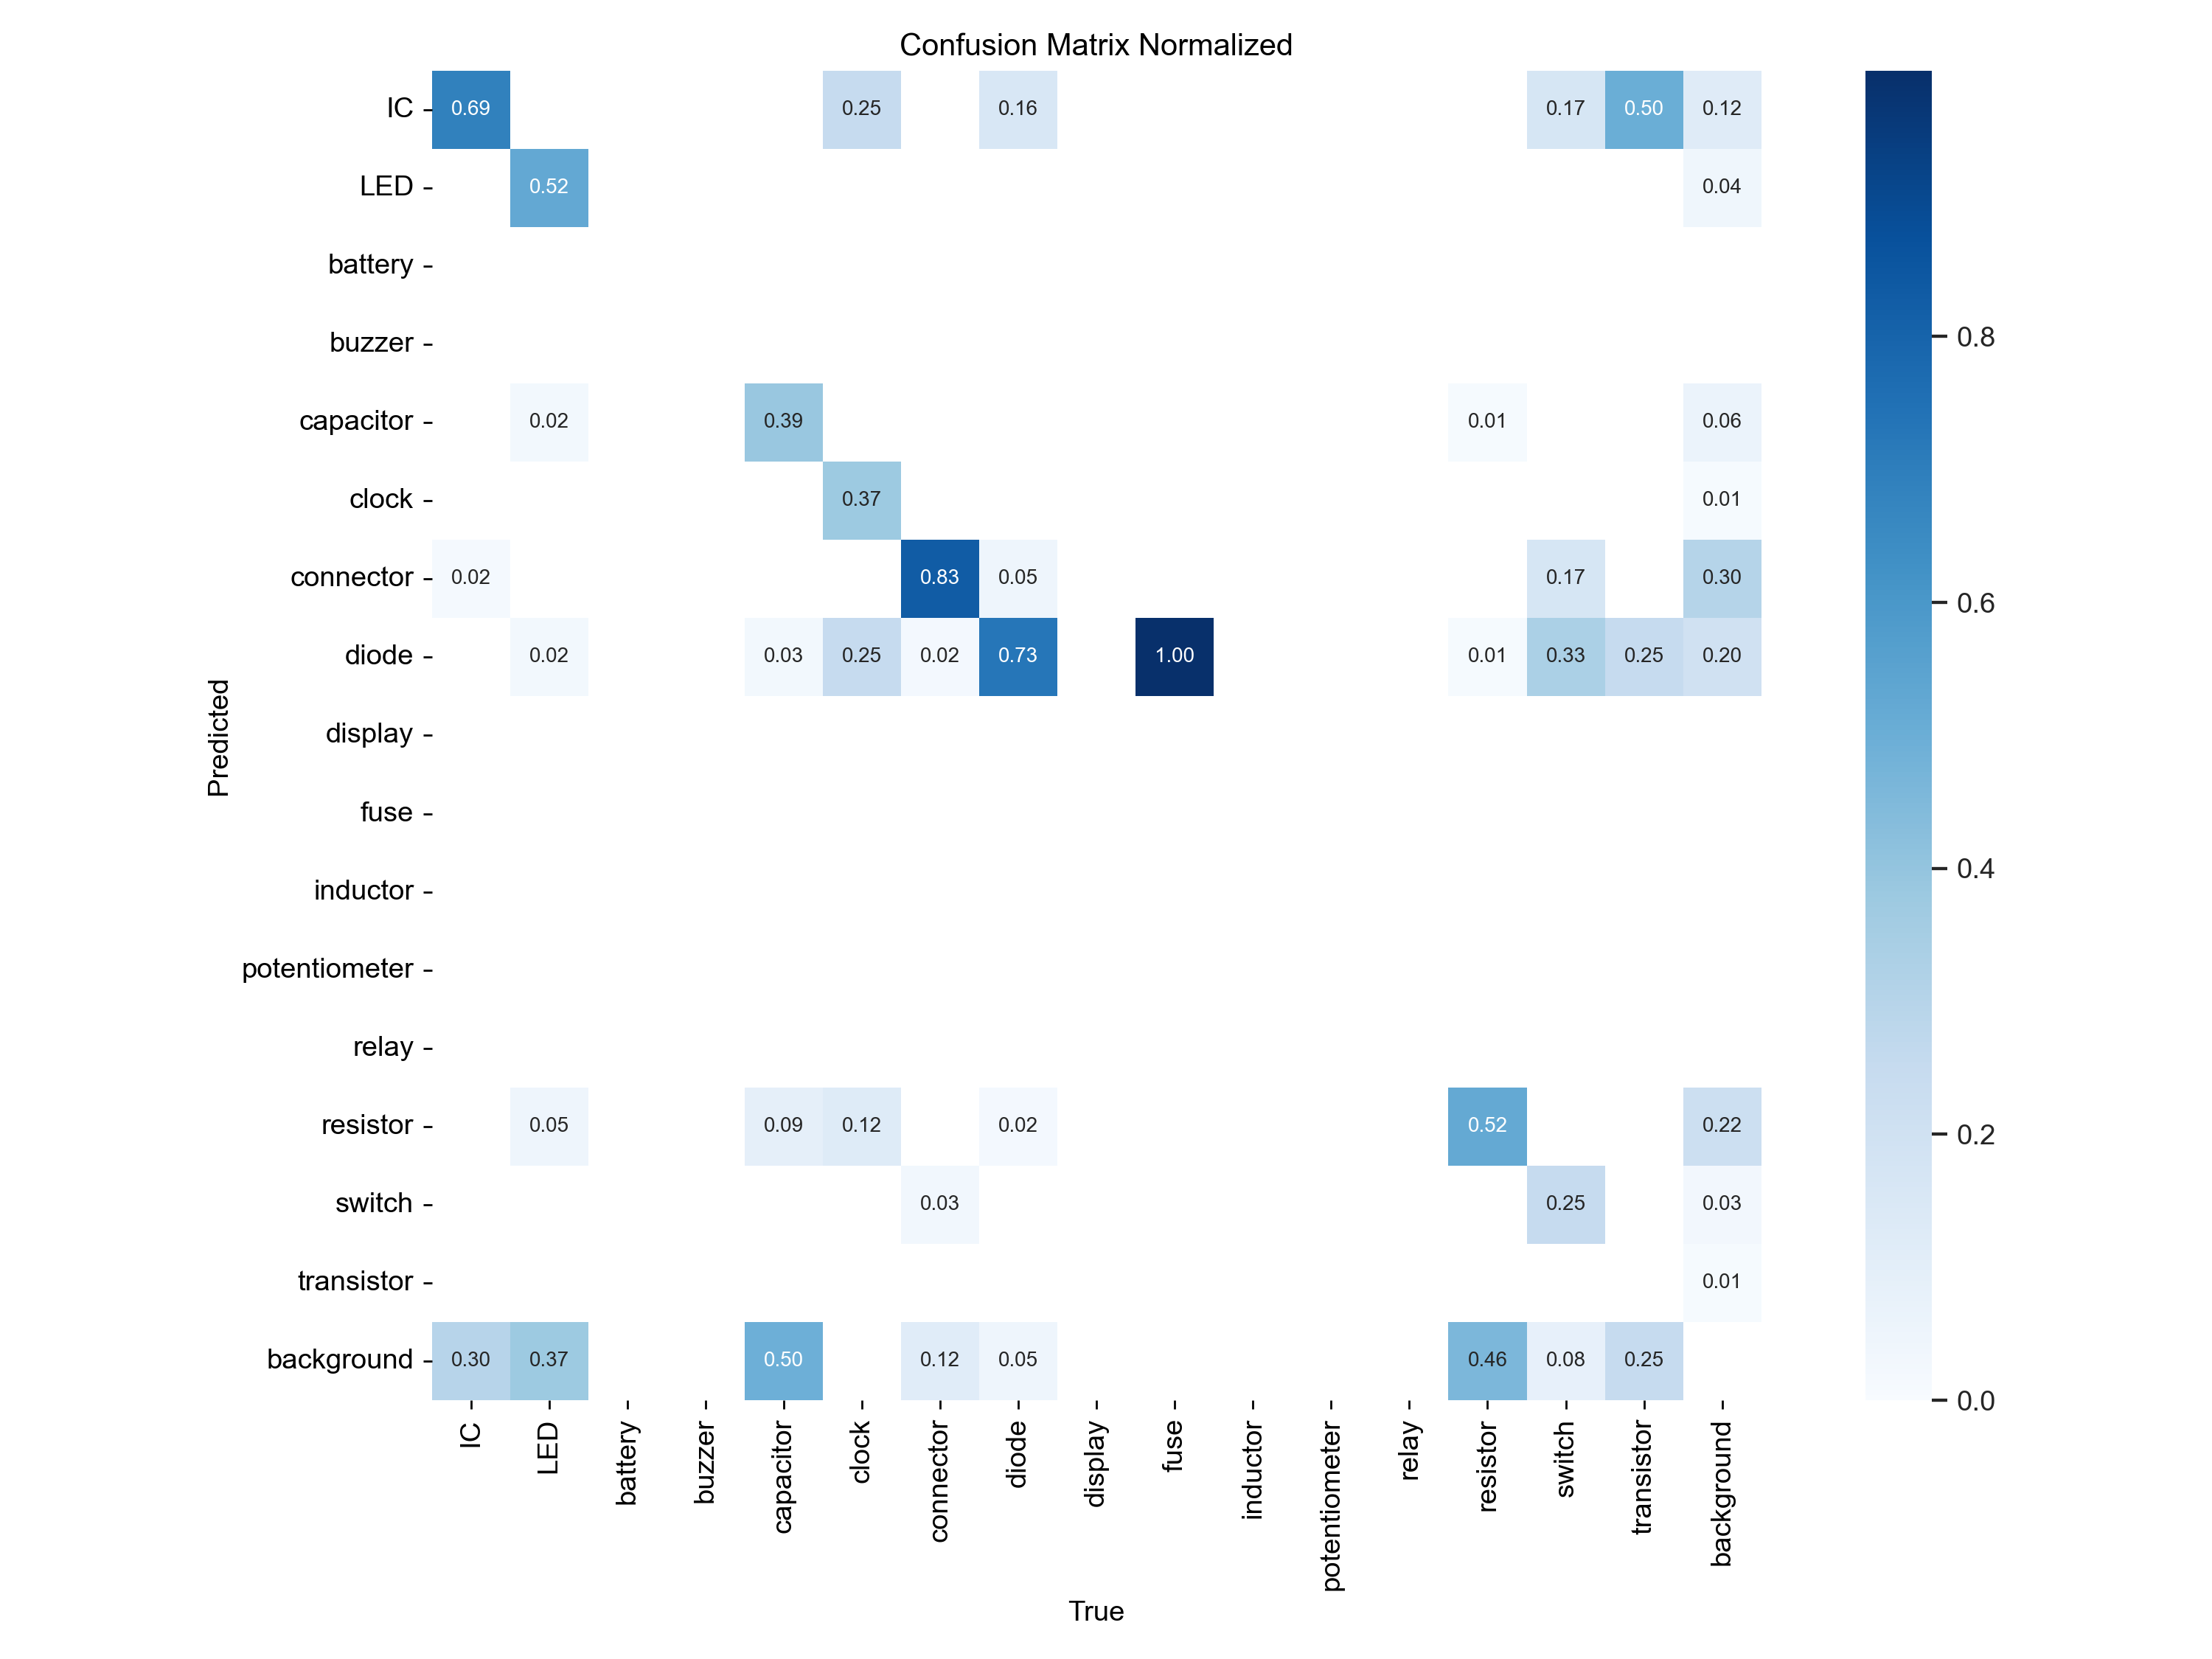 Confusion Matrix Normalized
IC 0.69 0.25 0.16 0.17 0.50 0.12
LED 0.52 0.04
battery
buzzer
capacitor 0.02 0.39 0.01 0.06
clock 0.37 0.01
connector 0.02 0.83 0.05 0.17 0.30
diode 0.02 0.03 0.25 0.02 0.73 1.00 0.01 0.33 0.25 0.20
display
fuse
inductor
potentiometer
relay
resistor 0.05 0.09 0.12 0.02 0.52 0.22
switch 0.03 0.25 0.03
transistor 0.01
background 0.30 0.37 0.50 0.12 0.05 0.46 0.08 0.25
Predicted
IC LED battery buzzer capacitor clock connector diode display fuse inductor potentiometer relay resistor switch transistor background
True
0.8
0.6
0.4
0.2
0.0